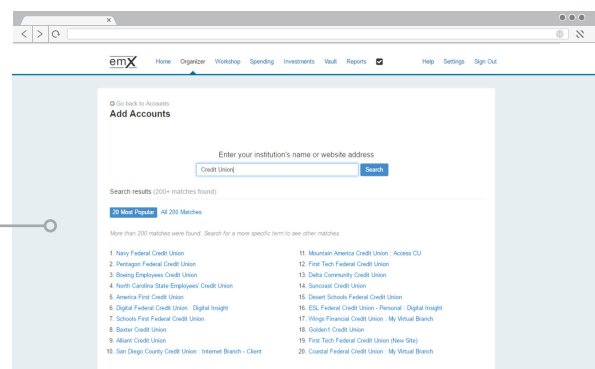 emX Home Organizer Workshop Spending Investments Vault Reports Help Settings Sign Out
Go back to Accounts
Add Accounts
Enter your institution's name or website address
Credit Union Search
Search results (200+ matches found)
20 Most Popular All 200 Matches
More than 200 matches were found. Search for a more specific term to see other matches.
1. Navy Federal Credit Union
2. Pentagon Federal Credit Union
3. Boeing Employees Credit Union
4. North Carolina State Employees' Credit Union
5. America First Credit Union
6. Digital Federal Credit Union : Digital Insight
7. Schools First Federal Credit Union
8. Baxter Credit Union
9. Alliant Credit Union
10. San Diego County Credit Union : Internet Branch - Client
11. Mountain America Credit Union : Access CU
12. First Tech Federal Credit Union
13. Delta Community Credit Union
14. Suncoast Credit Union
15. Desert Schools Federal Credit Union
16. ESL Federal Credit Union - Personal : Digital Insight
17. Wings Financial Credit Union : My Virtual Branch
18. Golden1 Credit Union
19. First Tech Federal Credit Union (New Site)
20. Coastal Federal Credit Union : My Virtual Branch